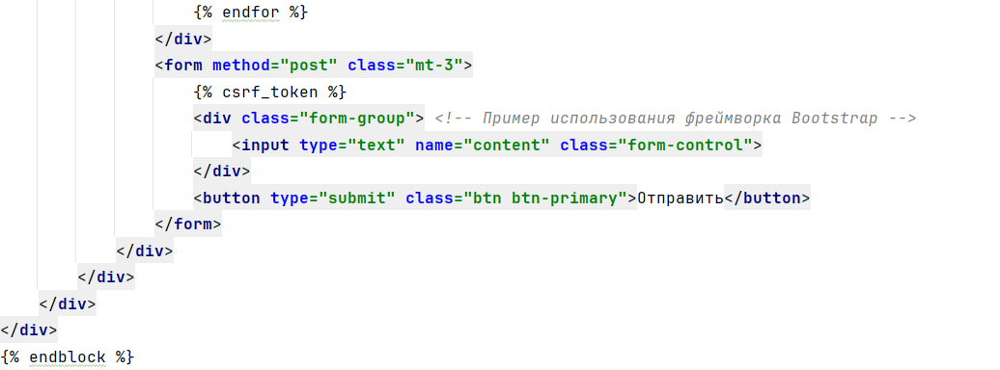 {% endfor %}
</div>
<form method="post" class="mt-3">
{% csrf_token %}
<div class="form-group"> <!-- Пример использования фреймворка Bootstrap -->
<input type="text" name="content" class="form-control">
</div>
<button type="submit" class="btn btn-primary">Отправить</button>
</form>
</div>
</div>
</div>
</div>
{% endblock %}